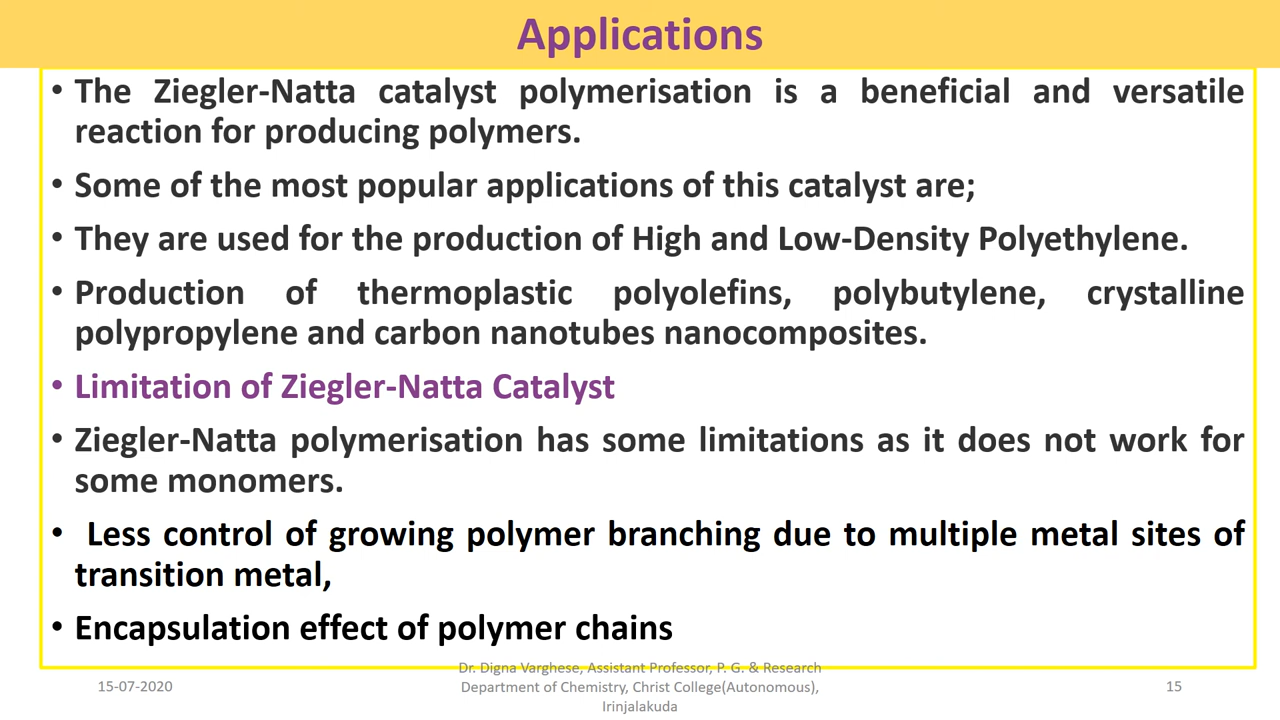 Applications
• The Ziegler-Natta catalyst polymerisation is a beneficial and versatile
reaction for producing polymers.
• Some of the most popular applications of this catalyst are;
• They are used for the production of High and Low-Density Polyethylene.
• Production of thermoplastic polyolefins, polybutylene, crystalline
polypropylene and carbon nanotubes nanocomposites.
• Limitation of Ziegler-Natta Catalyst
• Ziegler-Natta polymerisation has some limitations as it does not work for
some monomers.
• Less control of growing polymer branching due to multiple metal sites of
transition metal,
• Encapsulation effect of polymer chains
Dr. Digna Varghese, Assistant Professor, P. G. & Research
15-07-2020 Department of Chemistry, Christ College(Autonomous), 15
Irinjalakuda